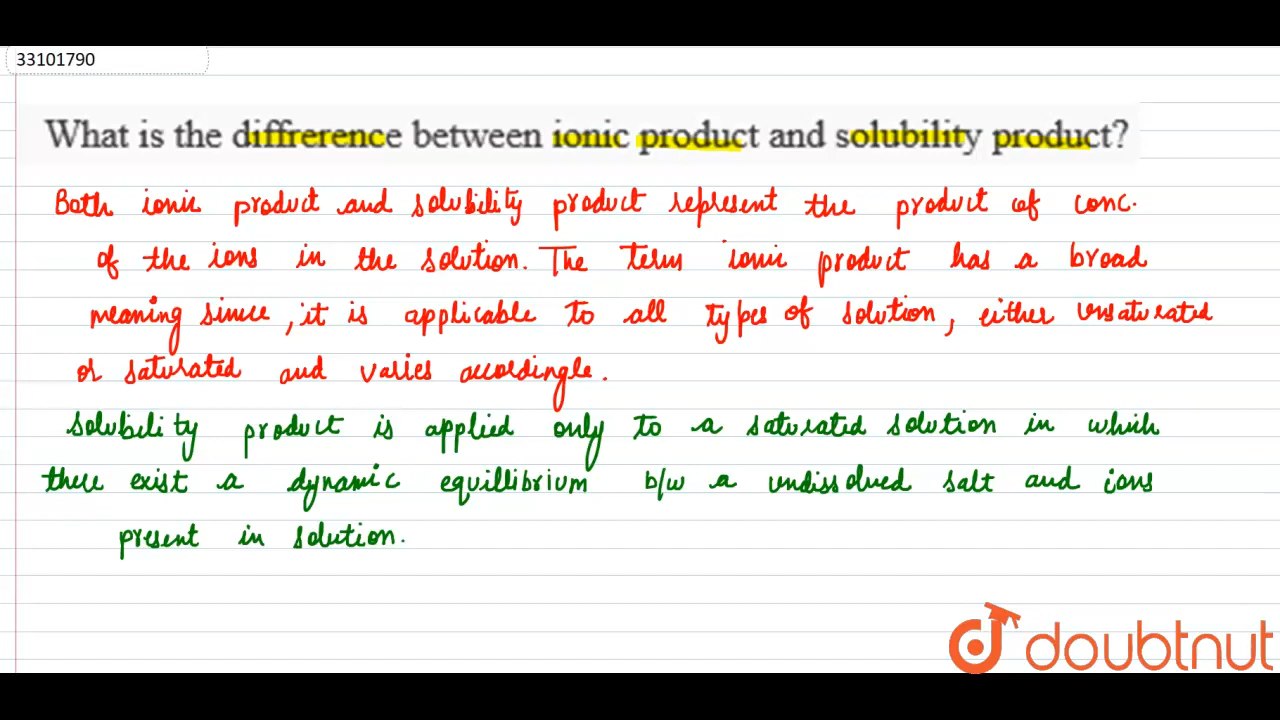 33101790
What is the diffrerence between ionic product and solubility product?
Both ionic product and solubility product represent the product of conc.
of the ions in the solution. The term ionic product has a broad
meaning since, it is applicable to all types of solution, either unsaturated
or saturated and varies accordingle.
Solubility product is applied only to a saturated solution in which
there exist a dynamic equillibrium b/w a undissolued salt and ions
present in solution.
doubtnut